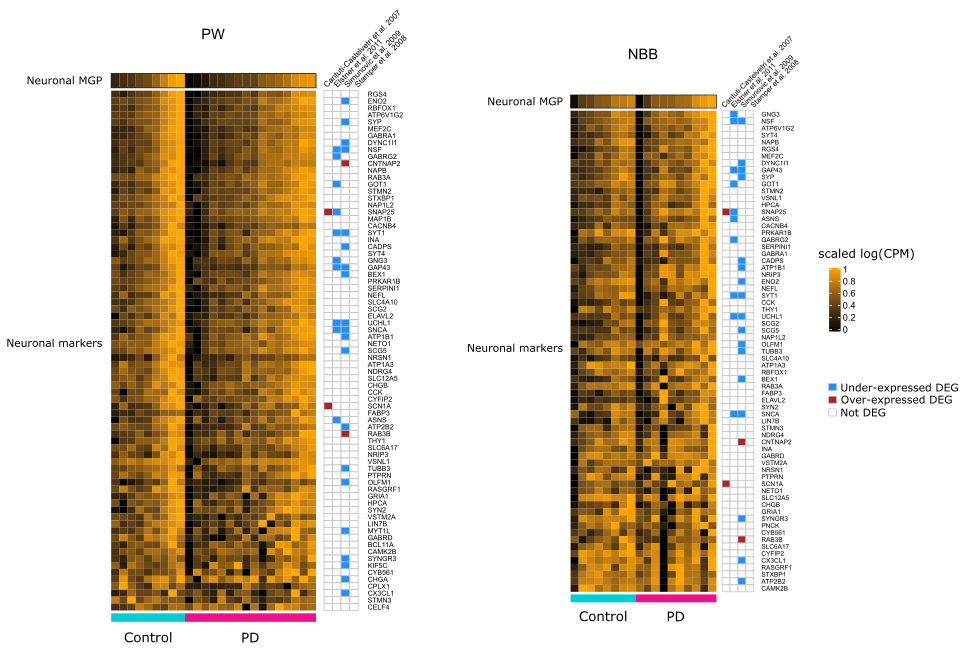 PW
Canfuti-Castelvetri et al. 2007
Elstner et al. 2011
Simunovic et al. 2009
Stamper et al. 2008
Neuronal MGP
RGS4
ENO2
RBFOX1
ATP6V1G2
SYP
MEF2C
GABRA1
DYNC1I1
NSF
GABRG2
CNTNAP2
NAPB
RAB3A
GOT1
STMN2
STXBP1
NAP1L2
SNAP25
MAP1B
CACNB4
SYT1
INA
CADPS
SYT4
GNG3
GAP43
BEX1
PRKAR1B
SERPINI1
NEFL
SLC4A10
SCG2
ELAVL2
UCHL1
SNCA
ATP1B1
NETO1
SCG5
NRSN1
ATP1A3
NDRG4
SLC12A5
CHGB
CCK
CYFIP2
SCN1A
FABP3
ASNS
ATP2B2
RAB3B
THY1
SLC6A17
NRIP3
VSNL1
TUBB3
PTPRN
OLFM1
RASGRF1
GRIA1
HPCA
SYN2
VSTM2A
LIN7B
MYT1L
GABRD
BCL11A
CAMK2B
SYNGR3
KIF5C
CYB561
CHGA
CPLX1
CX3CL1
STMN3
CELF4
Neuronal markers
Control
PD
NBB
Canfuti-Castelvetri et al. 2007
Elstner et al. 2011
Simunovic et al. 2009
Stamper et al. 2008
Neuronal MGP
GNG3
NSF
ATP6V1G2
SYT4
NAPB
RGS4
MEF2C
DYNC1I1
GAP43
SYP
GOT1
STMN2
VSNL1
HPCA
SNAP25
ASNS
CACNB4
PRKAR1B
GABRG2
SERPINI1
GABRA1
CADPS
ATP1B1
NRIP3
ENO2
NEFL
SYT1
CCK
THY1
UCHL1
SCG2
SCG5
NAP1L2
OLFM1
TUBB3
SLC4A10
ATP1A3
RBFOX1
BEX1
RAB3A
FABP3
ELAVL2
SYN2
SNCA
LIN7B
STMN3
NDRG4
CNTNAP2
INA
GABRD
VSTM2A
NRSN1
PTPRN
SCN1A
NETO1
SLC12A5
CHGB
GRIA1
SYNGR3
PNCK
CYB561
RAB3B
SLC6A17
CYFIP2
CX3CL1
RASGRF1
STXBP1
ATP2B2
CAMK2B
Neuronal markers
Control
PD
scaled log(CPM)
1
0.8
0.6
0.4
0.2
0
Under-expressed DEG
Over-expressed DEG
Not DEG